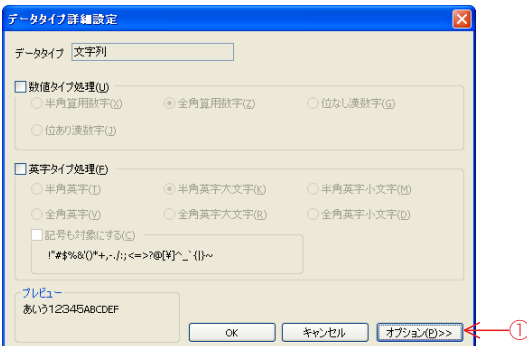 データタイプ詳細設定
データタイプ 文字列
数値タイプ処理(U)
半角算用数字(X) 全角算用数字(Z) 位なし漢数字(G)
位あり漢数字(J)
英字タイプ処理(F)
半角英字(T) 半角英字大文字(K) 半角英字小文字(M)
全角英字(V) 全角英字大文字(R) 全角英字小文字(D)
記号も対象にする(C)
!"#$%&'()*+,-./:;<=>?@[¥]^_`{|}~
プレビュー
あいう12345ABCDEF
OK キャンセル オプション(P)>> ①